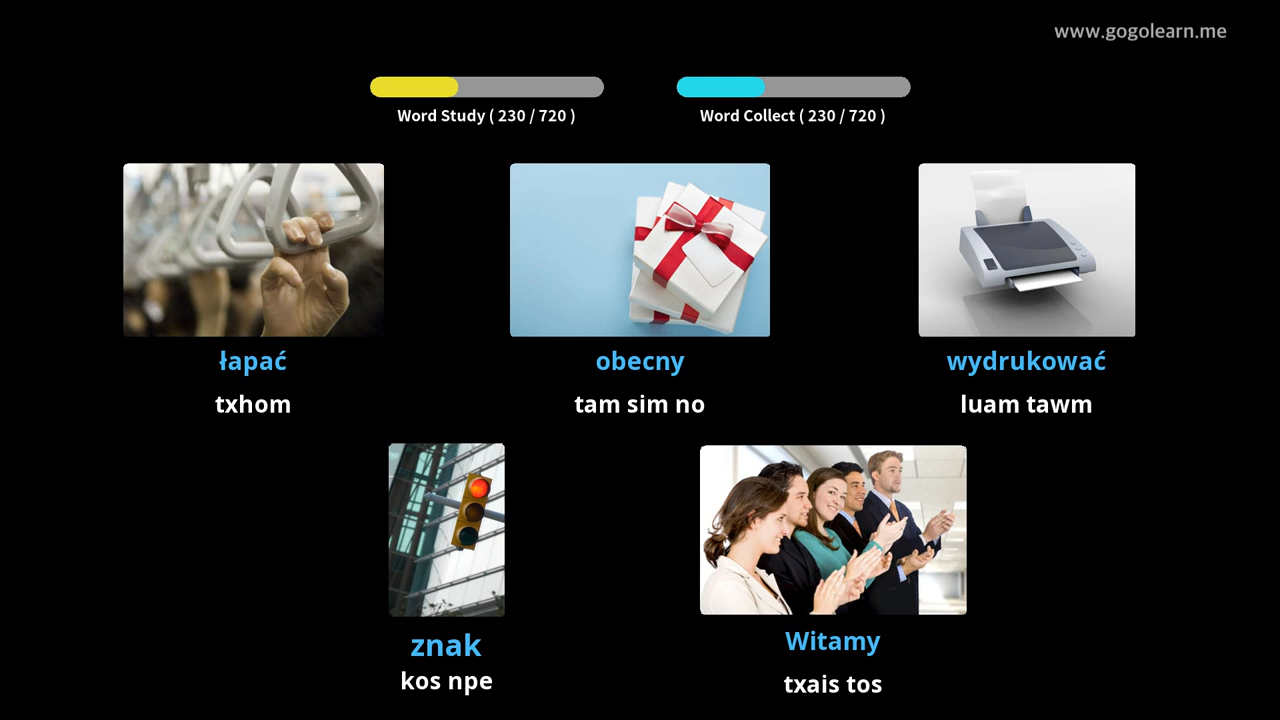 www.gogolearn.me
Word Study ( 230 / 720 )
Word Collect ( 230 / 720 )
łapać
txhom
obecny
tam sim no
wydrukować
luam tawm
znak
kos npe
Witamy
txais tos